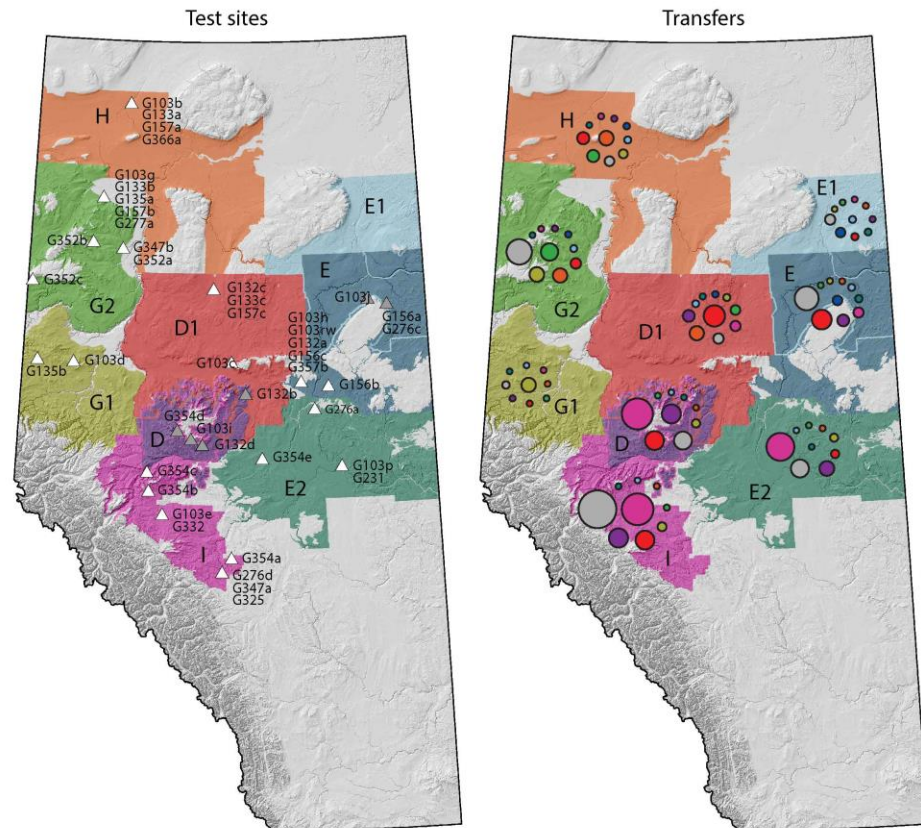 Test sites
Transfers
H
G103b
G133a
G157a
G366a
G103g
G133b
G135a
G157b
G277a
G352b
G347b
G352a
G352c
G2
E1
E
G132c
G133c
G157c
G103j
G156a
G276c
D1
G103h
G103rw
G132a
G156c
G357b
G135b
G103d
G103c
G156b
G132b
G276a
G1
G354d
G103i
D
G132d
G354e
G103p
G231
E2
G354c
G354b
G103e
G332
I
G354a
G276d
G347a
G325
H
E1
E
G2
D1
G1
D
E2
I